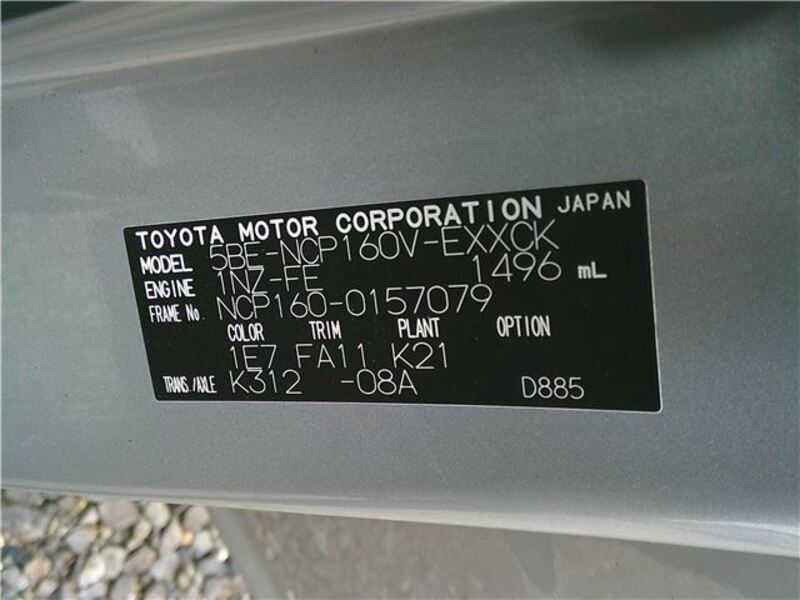 TOYOTA MOTOR CORPORATION JAPAN
MODEL 5BE-NCP160V-EXXCK
ENGINE 1NZ-FE 1496 mL
FRAME No. NCP160-0157079
COLOR TRIM PLANT OPTION
1E7 FA11 K21
TRANS./AXLE K312 -08A D885